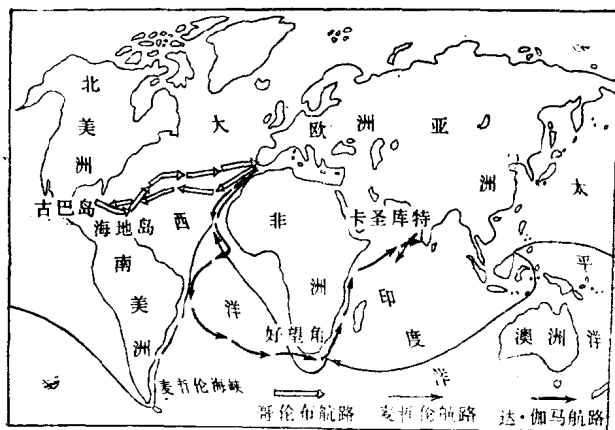 北美洲
大
欧洲
亚洲
太
古巴岛
海地岛
西
非洲
卡圣库特
南美洲
洋
印度洋
平
好望角
澳洲
洋
麦哲伦海峡
哥伦布航路
麦哲伦航路
达·伽马航路